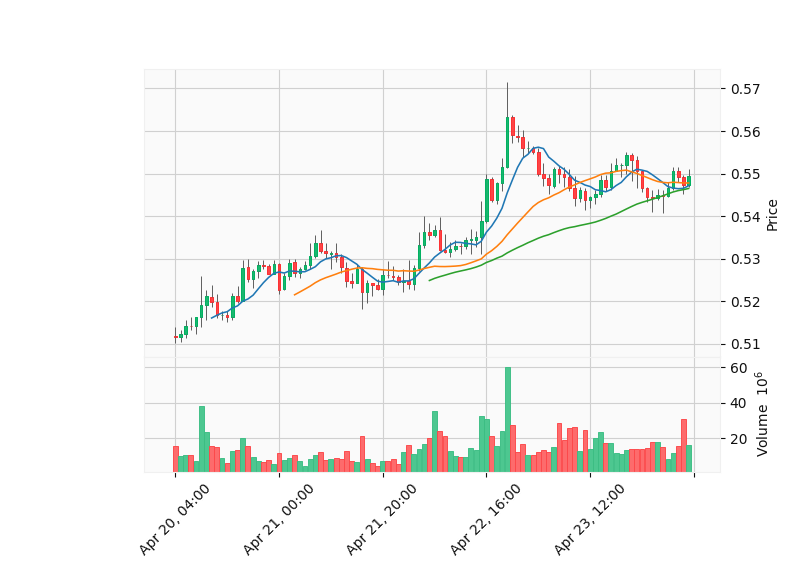 0.57
0.56
0.55
0.54
0.53
0.52
0.51
Price
60
40
20
Volume 10^6
Apr 20, 04:00
Apr 21, 00:00
Apr 21, 20:00
Apr 22, 16:00
Apr 23, 12:00